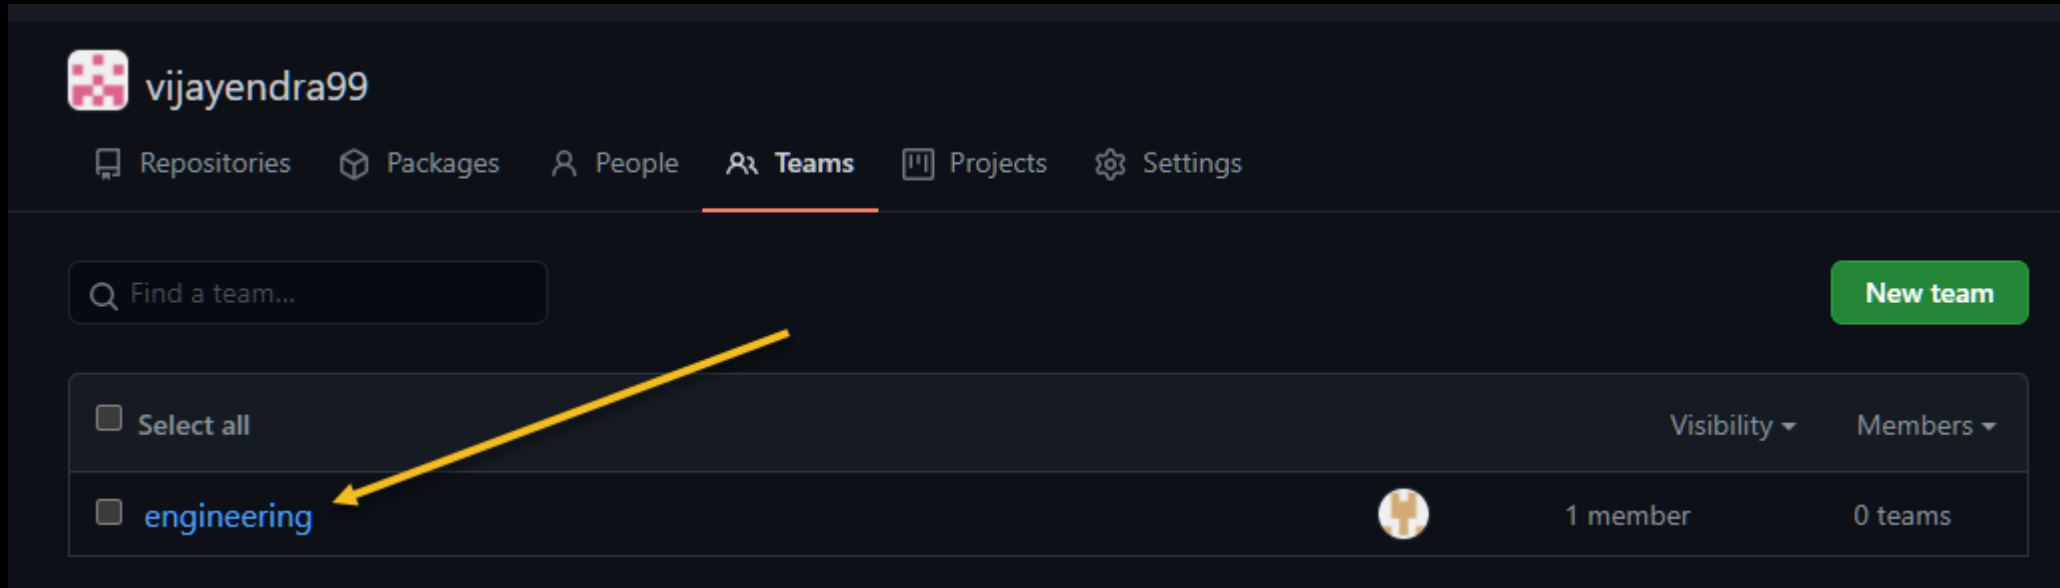 vijayendra99
Repositories Packages People Teams Projects Settings
Find a team...
New team
Select all Visibility Members
engineering 1 member 0 teams